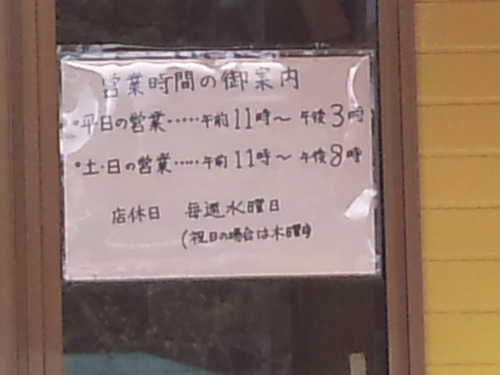 営業時間の御案内
・平日の営業……午前11時～午後3時
・土・日の営業……午前11時～午後8時
店休日 毎週水曜日
(祝日の場合は木曜日)